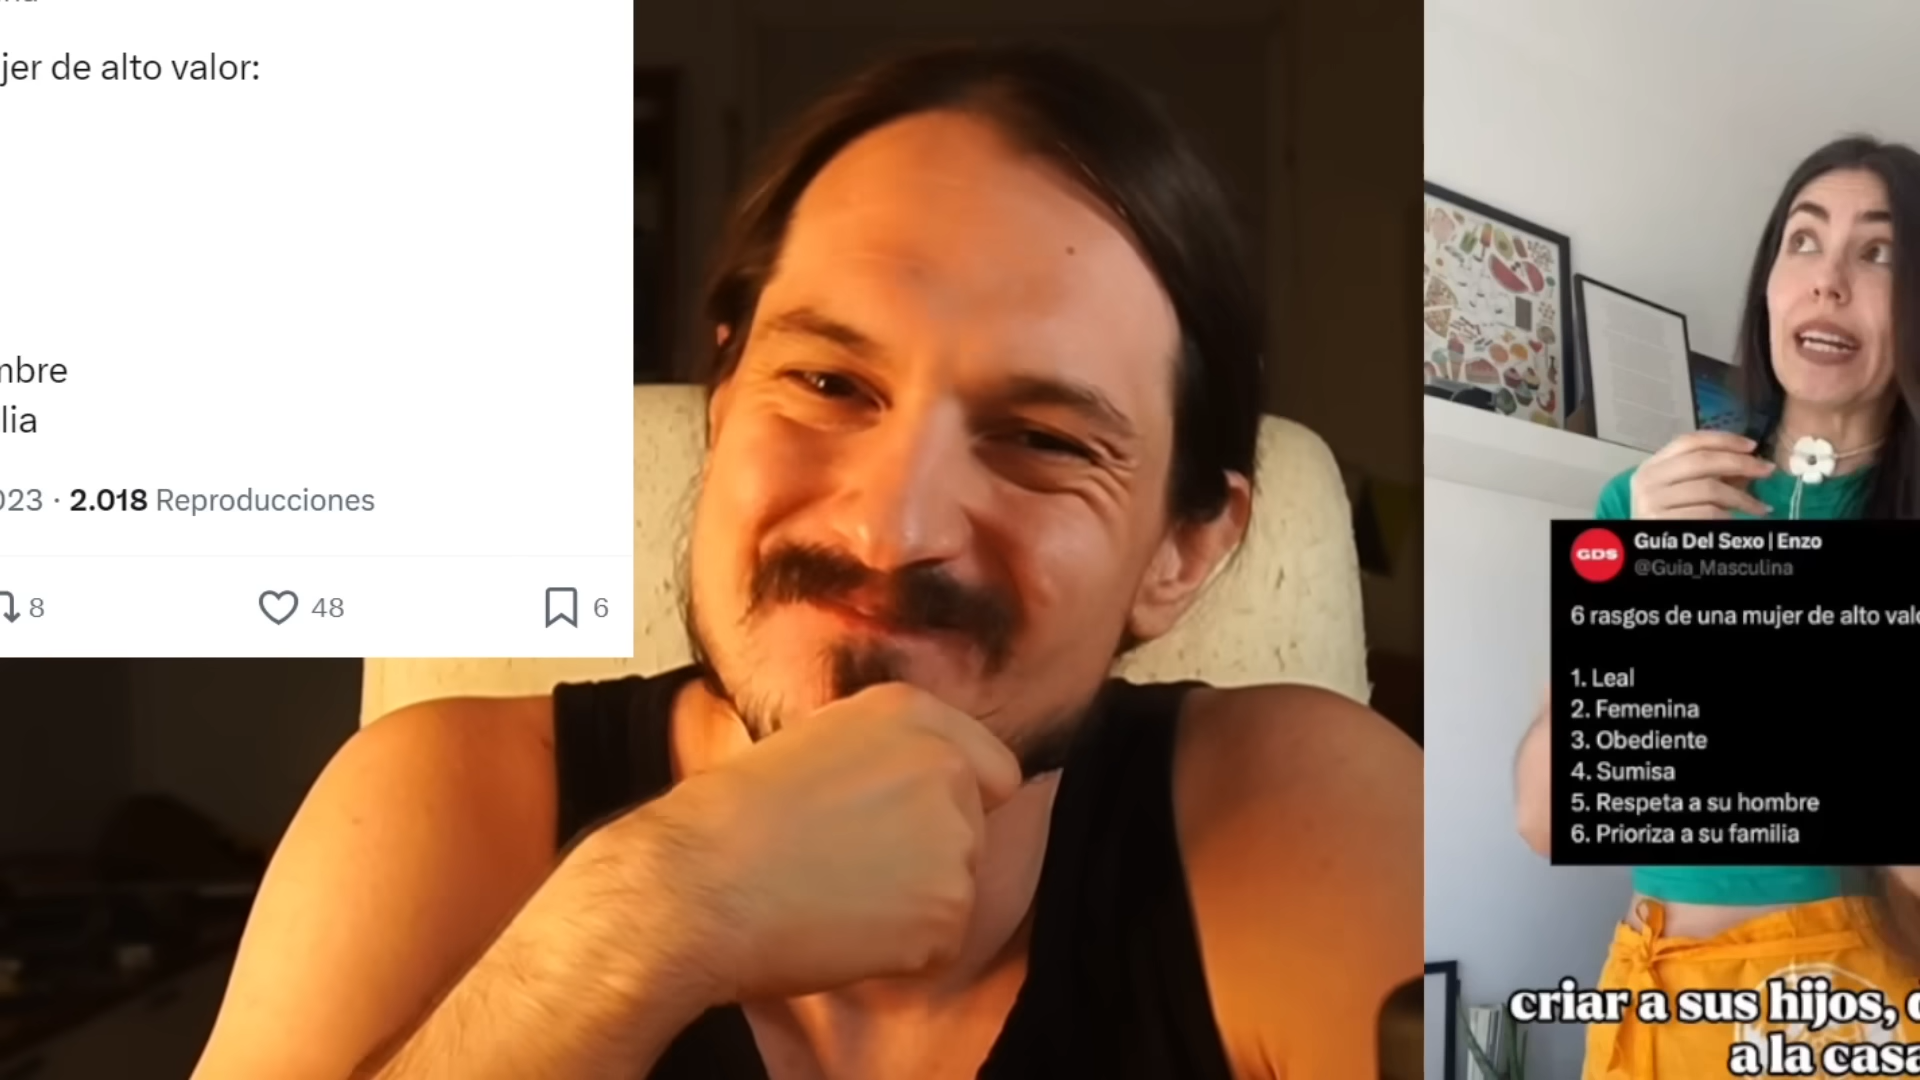 jer de alto valor:
mbre
lia
023 · 2.018 Reproducciones
8
48
6
GDS
Guía Del Sexo | Enzo
@Guia_Masculina
6 rasgos de una mujer de alto valo
1. Leal
2. Femenina
3. Obediente
4. Sumisa
5. Respeta a su hombre
6. Prioriza a su familia
criar a sus hijos,
a la casa